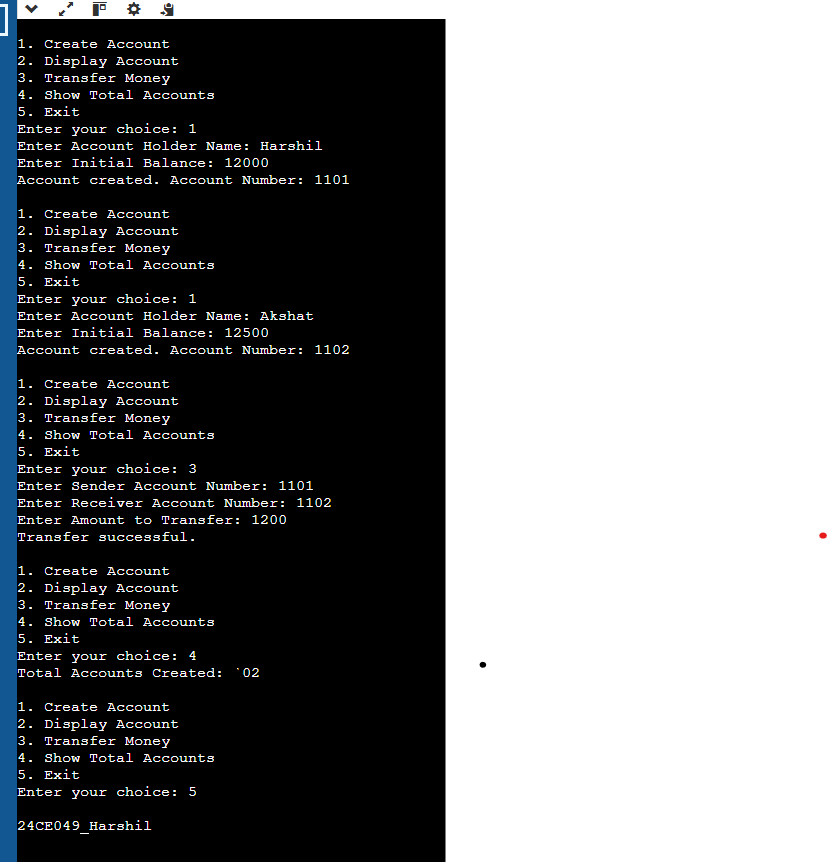 1. Create Account
2. Display Account
3. Transfer Money
4. Show Total Accounts
5. Exit
Enter your choice: 1
Enter Account Holder Name: Harshil
Enter Initial Balance: 12000
Account created. Account Number: 1101
1. Create Account
2. Display Account
3. Transfer Money
4. Show Total Accounts
5. Exit
Enter your choice: 1
Enter Account Holder Name: Akshat
Enter Initial Balance: 12500
Account created. Account Number: 1102
1. Create Account
2. Display Account
3. Transfer Money
4. Show Total Accounts
5. Exit
Enter your choice: 3
Enter Sender Account Number: 1101
Enter Receiver Account Number: 1102
Enter Amount to Transfer: 1200
Transfer successful.
1. Create Account
2. Display Account
3. Transfer Money
4. Show Total Accounts
5. Exit
Enter your choice: 4
Total Accounts Created: `02
1. Create Account
2. Display Account
3. Transfer Money
4. Show Total Accounts
5. Exit
Enter your choice: 5
24CE049_Harshil